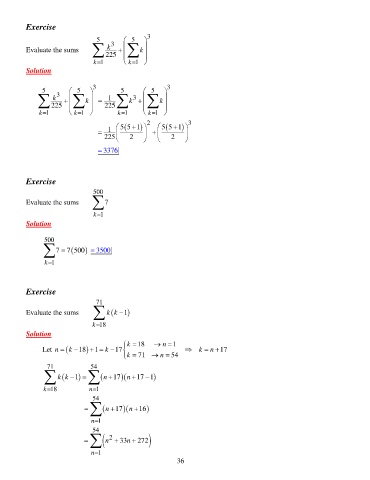 Exercise
Evaluate the sums \sum_{k=1}^{5} \frac{k^3}{225} + \left( \sum_{k=1}^{5} k \right)^3
Solution
\sum_{k=1}^{5} \frac{k^3}{225} + \left( \sum_{k=1}^{5} k \right)^3 = \frac{1}{225} \sum_{k=1}^{5} k^3 + \left( \sum_{k=1}^{5} k \right)^3
= \frac{1}{225} \left( \frac{5(5+1)}{2} \right)^2 + \left( \frac{5(5+1)}{2} \right)^3
= 3376
Exercise
Evaluate the sums \sum_{k=1}^{500} 7
Solution
\sum_{k=1}^{500} 7 = 7(500) = 3500
Exercise
Evaluate the sums \sum_{k=18}^{71} k(k-1)
Solution
Let n = (k-18)+1 = k-17 \begin{cases} k=18 & \to n=1 \\ k=71 & \to n=54 \end{cases} \Rightarrow k = n+17
\sum_{k=18}^{71} k(k-1) = \sum_{n=1}^{54} (n+17)(n+17-1)
= \sum_{n=1}^{54} (n+17)(n+16)
= \sum_{n=1}^{54} (n^2+33n+272)
36